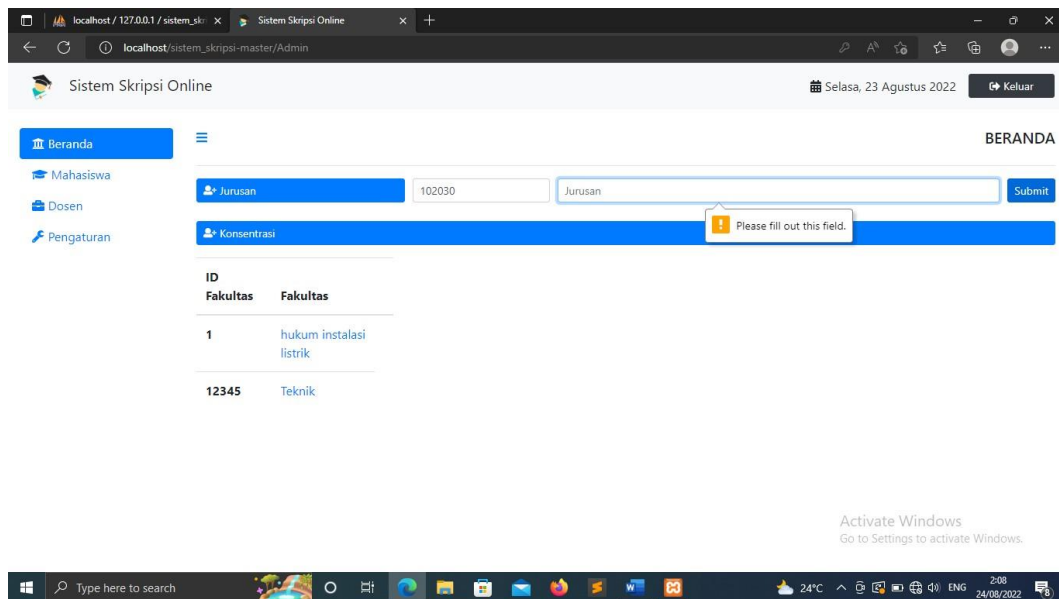 localhost / 127.0.0.1 / sistem_skr
Sistem Skripsi Online
localhost/sistem_skripsi-master/Admin
Sistem Skripsi Online
Selasa, 23 Agustus 2022
Keluar
Beranda
BERANDA
Mahasiswa
Dosen
Pengaturan
Jurusan
102030
Jurusan
Submit
Please fill out this field.
Konsentrasi
ID
Fakultas Fakultas
1 hukum instalasi
listrik
12345 Teknik
Activate Windows
Go to Settings to activate Windows.
Type here to search
24°C
ENG
2:08
24/08/2022
8